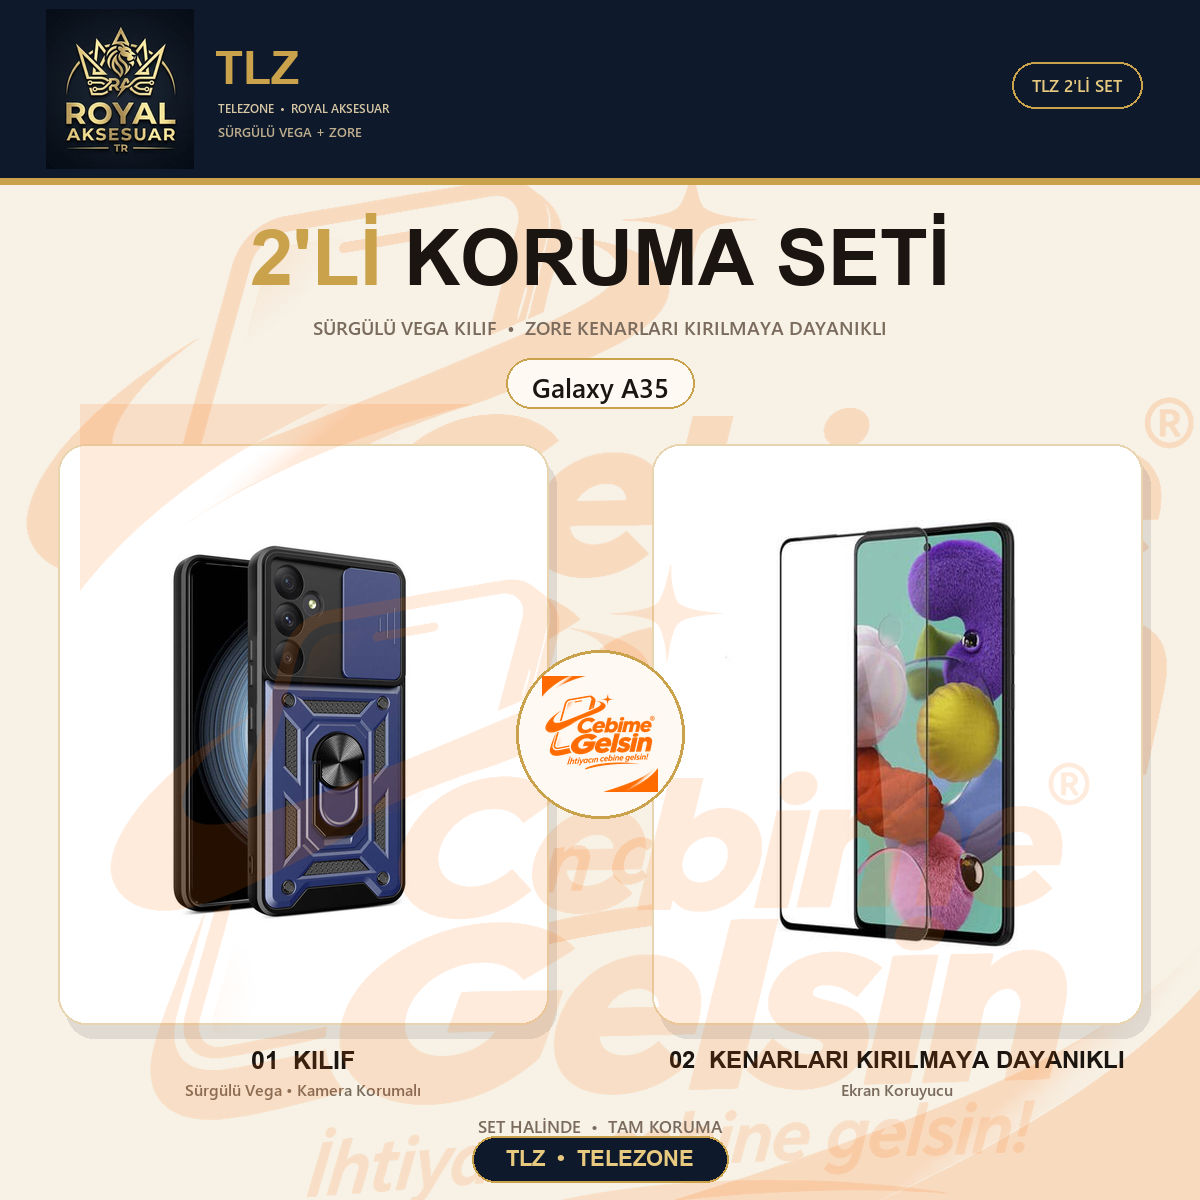 ROYAL
AKSESUAR
TR
TLZ
TELEZONE • ROYAL AKSESUAR
SÜRGÜLÜ VEGA + ZORE
TLZ 2'Lİ SET
2'Lİ KORUMA SETİ
SÜRGÜLÜ VEGA KILIF • ZORE KENARLARI KIRILMAYA DAYANIKLI
Galaxy A35
Cebime
Gelsin
İhtiyacın cebine gelsin!
01 KILIF
Sürgülü Vega • Kamera Korumalı
02 KENARLARI KIRILMAYA DAYANIKLI
Ekran Koruyucu
SET HALİNDE • TAM KORUMA
TLZ • TELEZONE
Cebime
Gelsin
®